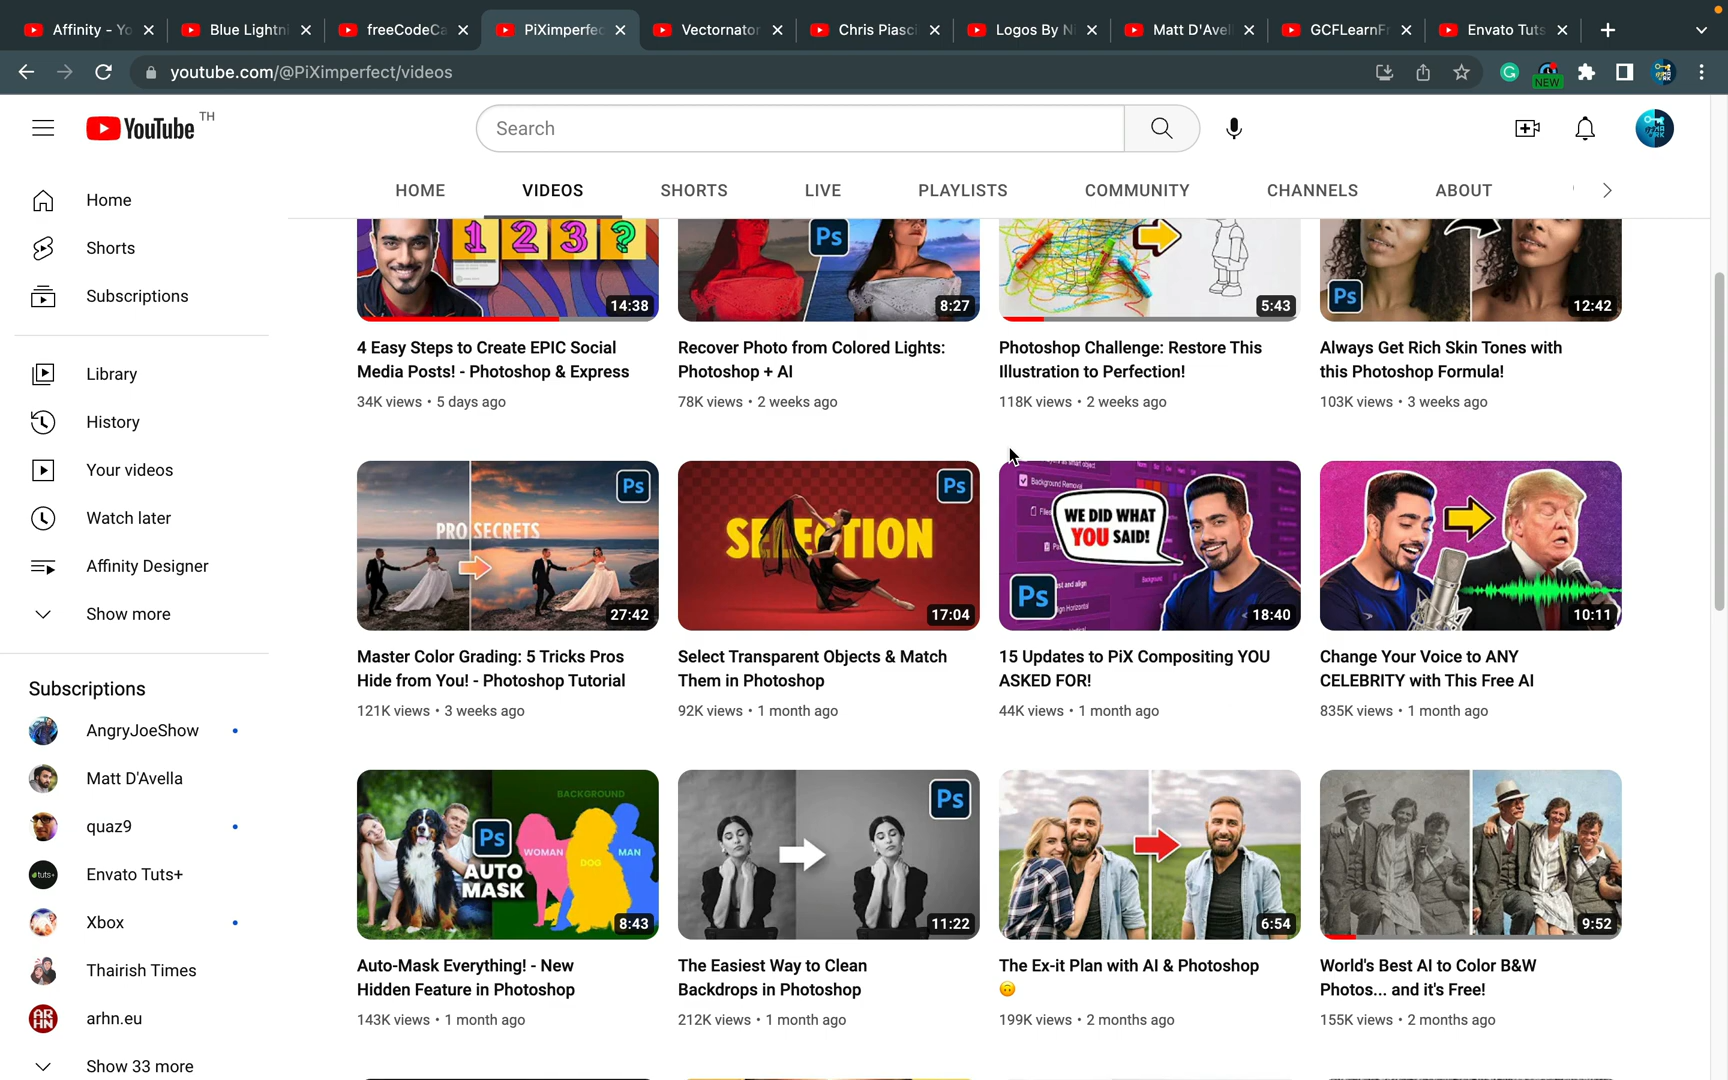 Affinity - Yo
Blue Lightni
freeCodeCa
PiXimperfec
Vectornator
Chris Piasci
Logos By Ni
Matt D'Avel
GCFLearnFr
Envato Tuts
youtube.com/@PiXimperfect/videos
NEW
YouTube TH
Search
HOME
VIDEOS
SHORTS
LIVE
PLAYLISTS
COMMUNITY
CHANNELS
ABOUT
Home
Shorts
Subscriptions
Library
History
Your videos
Watch later
Affinity Designer
Show more
Subscriptions
AngryJoeShow
Matt D'Avella
quaz9
Envato Tuts+
Xbox
Thairish Times
arhn.eu
Show 33 more
1 2 3 ?
14:38
4 Easy Steps to Create EPIC Social
Media Posts! - Photoshop & Express
34K views • 5 days ago
Ps
8:27
Recover Photo from Colored Lights:
Photoshop + AI
78K views • 2 weeks ago
5:43
Photoshop Challenge: Restore This
Illustration to Perfection!
118K views • 2 weeks ago
Ps
12:42
Always Get Rich Skin Tones with
this Photoshop Formula!
103K views • 3 weeks ago
Ps
PRO SECRETS
27:42
Master Color Grading: 5 Tricks Pros
Hide from You! - Photoshop Tutorial
121K views • 3 weeks ago
Ps
SELECTION
17:04
Select Transparent Objects & Match
Them in Photoshop
92K views • 1 month ago
Background Removal
WE DID WHAT
YOU SAID!
Ps
18:40
15 Updates to PiX Compositing YOU
ASKED FOR!
44K views • 1 month ago
10:11
Change Your Voice to ANY
CELEBRITY with This Free AI
835K views • 1 month ago
BACKGROUND
Ps
WOMAN
DOG
MAN
AUTO
MASK
8:43
Auto-Mask Everything! - New
Hidden Feature in Photoshop
143K views • 1 month ago
Ps
11:22
The Easiest Way to Clean
Backdrops in Photoshop
212K views • 1 month ago
6:54
The Ex-it Plan with AI & Photoshop
🙃
199K views • 2 months ago
9:52
World's Best AI to Color B&W
Photos... and it's Free!
155K views • 2 months ago